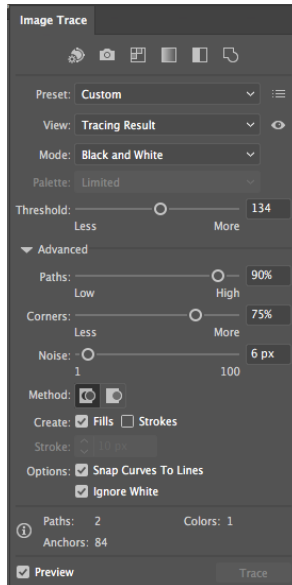 Image Trace
Preset: Custom
View: Tracing Result
Mode: Black and White
Palette: Limited
Threshold: 134
Less More
Advanced
Paths: 90%
Low High
Corners: 75%
Less More
Noise: 6 px
1 100
Method:
Create: Fills Strokes
Stroke: 10 px
Options: Snap Curves To Lines
Ignore White
Paths: 2 Colors: 1
Anchors: 84
Preview Trace